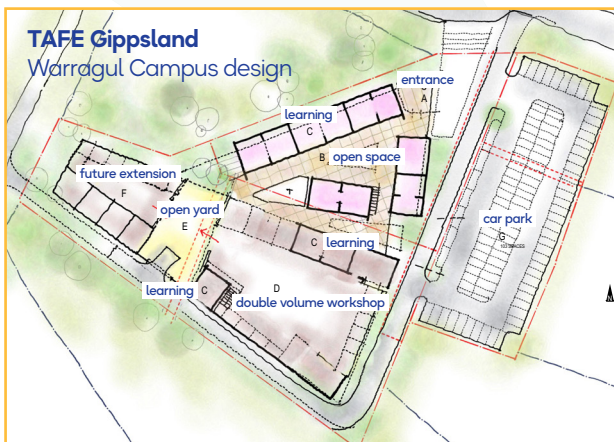 TAFE Gippsland
Warragul Campus design
entrance
A
learning
C
B
open space
future extension
F
open yard
E
car park
G
C
learning
learning
C
D
double volume workshop